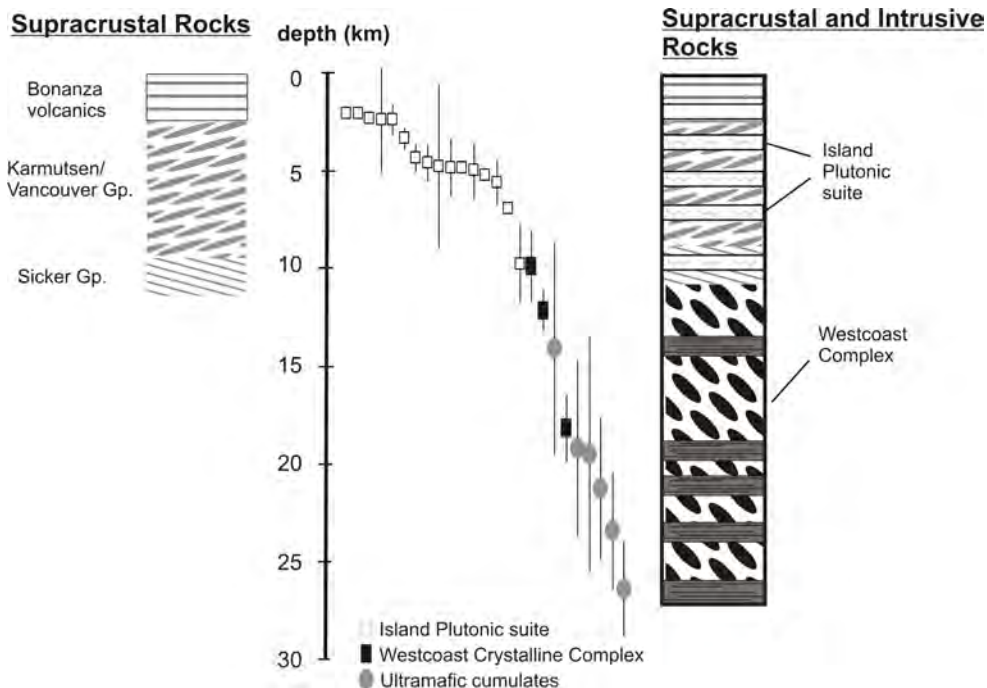 Supracrustal Rocks
Bonanza
volcanics
Karmutsen/
Vancouver Gp.
Sicker Gp.
depth (km)
0
5
10
15
20
25
30
Island Plutonic suite
Westcoast Crystalline Complex
Ultramafic cumulates
Supracrustal and Intrusive
Rocks
Island
Plutonic
suite
Westcoast
Complex